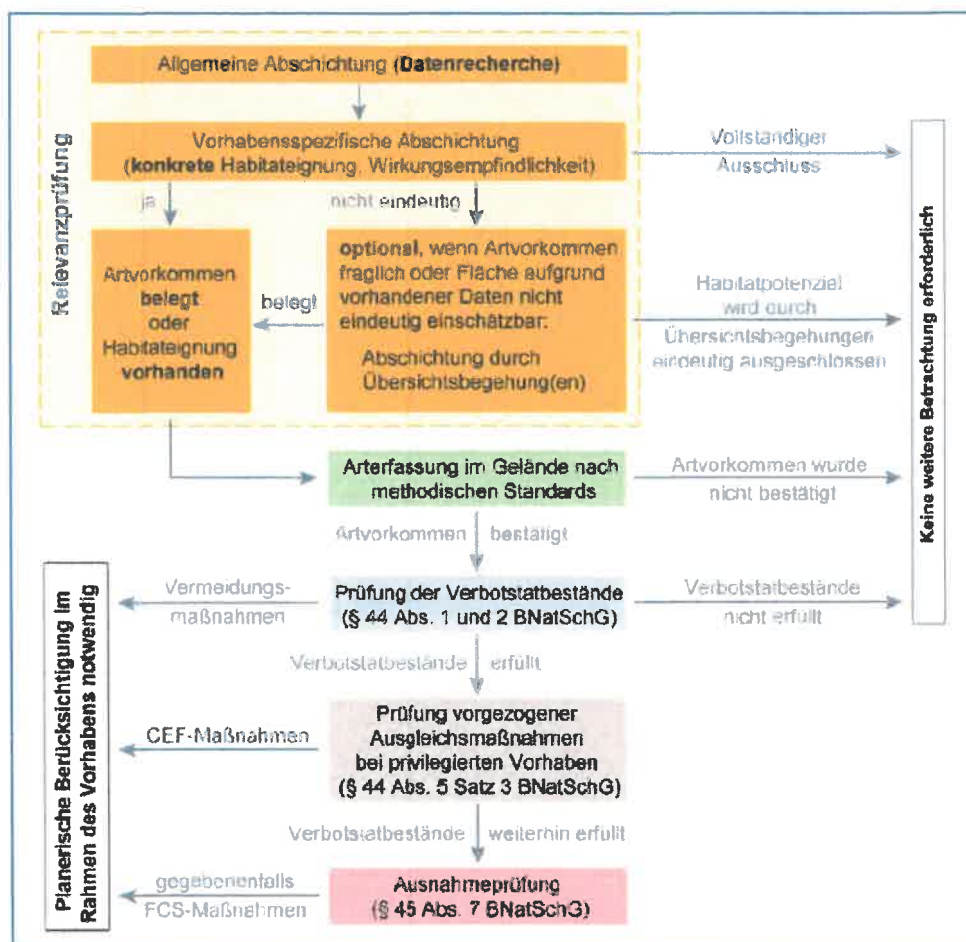 Relevanzprüfung
Allgemeine Abschichtung (Datenrecherche)
Vorhabensspezifische Abschichtung
(konkrete Habitateignung, Wirkungsempfindlichkeit)
Vollständiger
Ausschluss
ja
nicht eindeutig
Artvorkommen
belegt
oder
Habitateignung
vorhanden
belegt
optional, wenn Artvorkommen
fraglich oder Fläche aufgrund
vorhandener Daten nicht
eindeutig einschätzbar:
Abschichtung durch
Übersichtsbegehung(en)
Habitatpotenzial
wird durch
Übersichtsbegehungen
eindeutig ausgeschlossen
Keine weitere Betrachtung erforderlich
Arterfassung im Gelände nach
methodischen Standards
Artvorkommen wurde
nicht bestätigt
Artvorkommen bestätigt
Planerische Berücksichtigung im
Rahmen des Vorhabens notwendig
Vermeidungs-
maßnahmen
Prüfung der Verbotstatbestände
(§ 44 Abs. 1 und 2 BNatSchG)
Verbotstatbestände
nicht erfüllt
Verbotstatbestände erfüllt
CEF-Maßnahmen
Prüfung vorgezogener
Ausgleichsmaßnahmen
bei privilegierten Vorhaben
(§ 44 Abs. 5 Satz 3 BNatSchG)
Verbotstatbestände weiterhin erfüllt
gegebenenfalls
FCS-Maßnahmen
Ausnahmeprüfung
(§ 45 Abs. 7 BNatSchG)